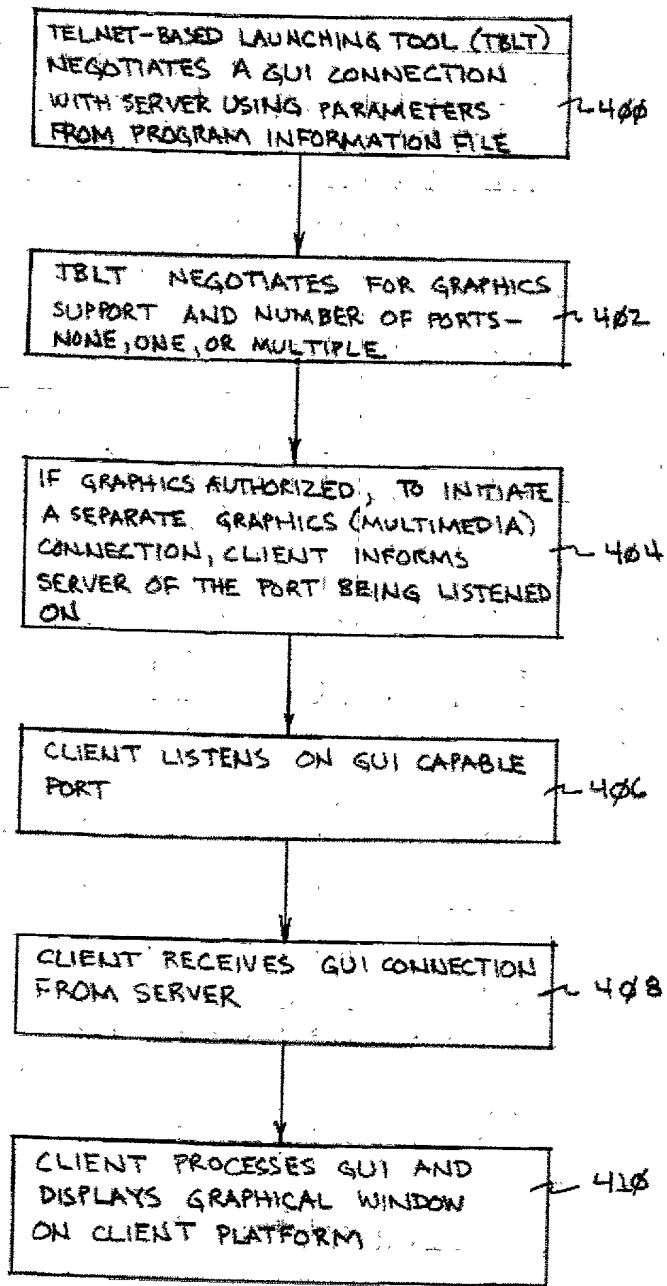 TELNET-BASED LAUNCHING TOOL (TBLT)
NEGOTIATES A GUI CONNECTION
WITH SERVER USING PARAMETERS
FROM PROGRAM INFORMATION FILE
400
TBLT NEGOTIATES FOR GRAPHICS
SUPPORT AND NUMBER OF PORTS-
NONE, ONE, OR MULTIPLE.
402
IF GRAPHICS AUTHORIZED, TO INITIATE
A SEPARATE GRAPHICS (MULTIMEDIA)
CONNECTION, CLIENT INFORMS
SERVER OF THE PORT BEING LISTENED
ON
404
CLIENT LISTENS ON GUI CAPABLE
PORT
406
CLIENT RECEIVES GUI CONNECTION
FROM SERVER
408
CLIENT PROCESSES GUI AND
DISPLAYS GRAPHICAL WINDOW
ON CLIENT PLATFORM
410